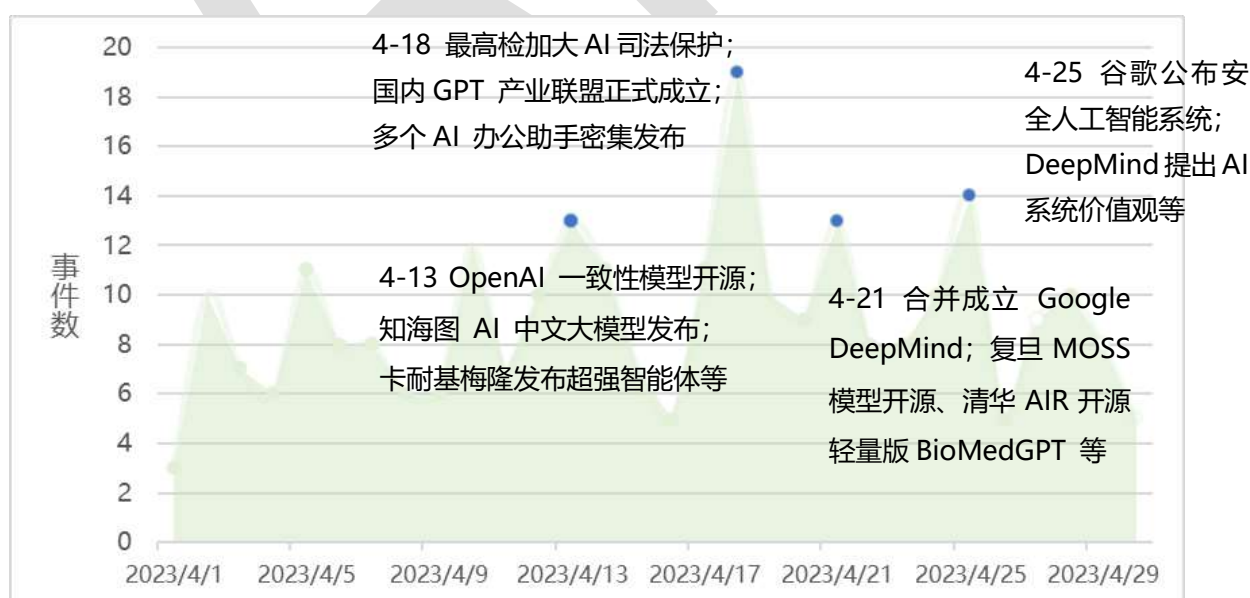 20
18
16
14
12
10
8
6
4
2
0
事件数
4-18 最高检加大 AI 司法保护；
国内 GPT 产业联盟正式成立；
多个 AI 办公助手密集发布
4-25 谷歌公布安
全人工智能系统；
DeepMind 提出 AI
系统价值观等
4-13 OpenAI 一致性模型开源；
知海图 AI 中文大模型发布；
卡耐基梅隆发布超强智能体等
4-21 合并成立 Google
DeepMind；复旦 MOSS
模型开源、清华 AIR 开源
轻量版 BioMedGPT 等
2023/4/1 2023/4/5 2023/4/9 2023/4/13 2023/4/17 2023/4/21 2023/4/25 2023/4/29